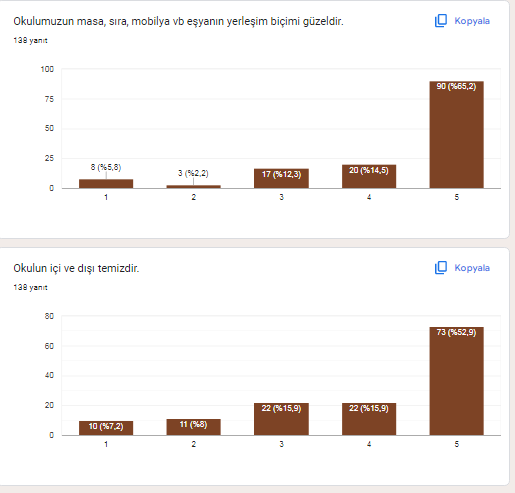 Okulumuzun masa, sıra, mobilya vb eşyanın yerleşim biçimi güzeldir.
Kopyala
138 yanıt
100
75
50
25
0
8 (%5,8)
3 (%2,2)
17 (%12,3)
20 (%14,5)
90 (%65,2)
1 2 3 4 5
Okulun içi ve dışı temizdir.
Kopyala
138 yanıt
80
60
40
20
0
10 (%7,2)
11 (%8)
22 (%15,9)
22 (%15,9)
73 (%52,9)
1 2 3 4 5